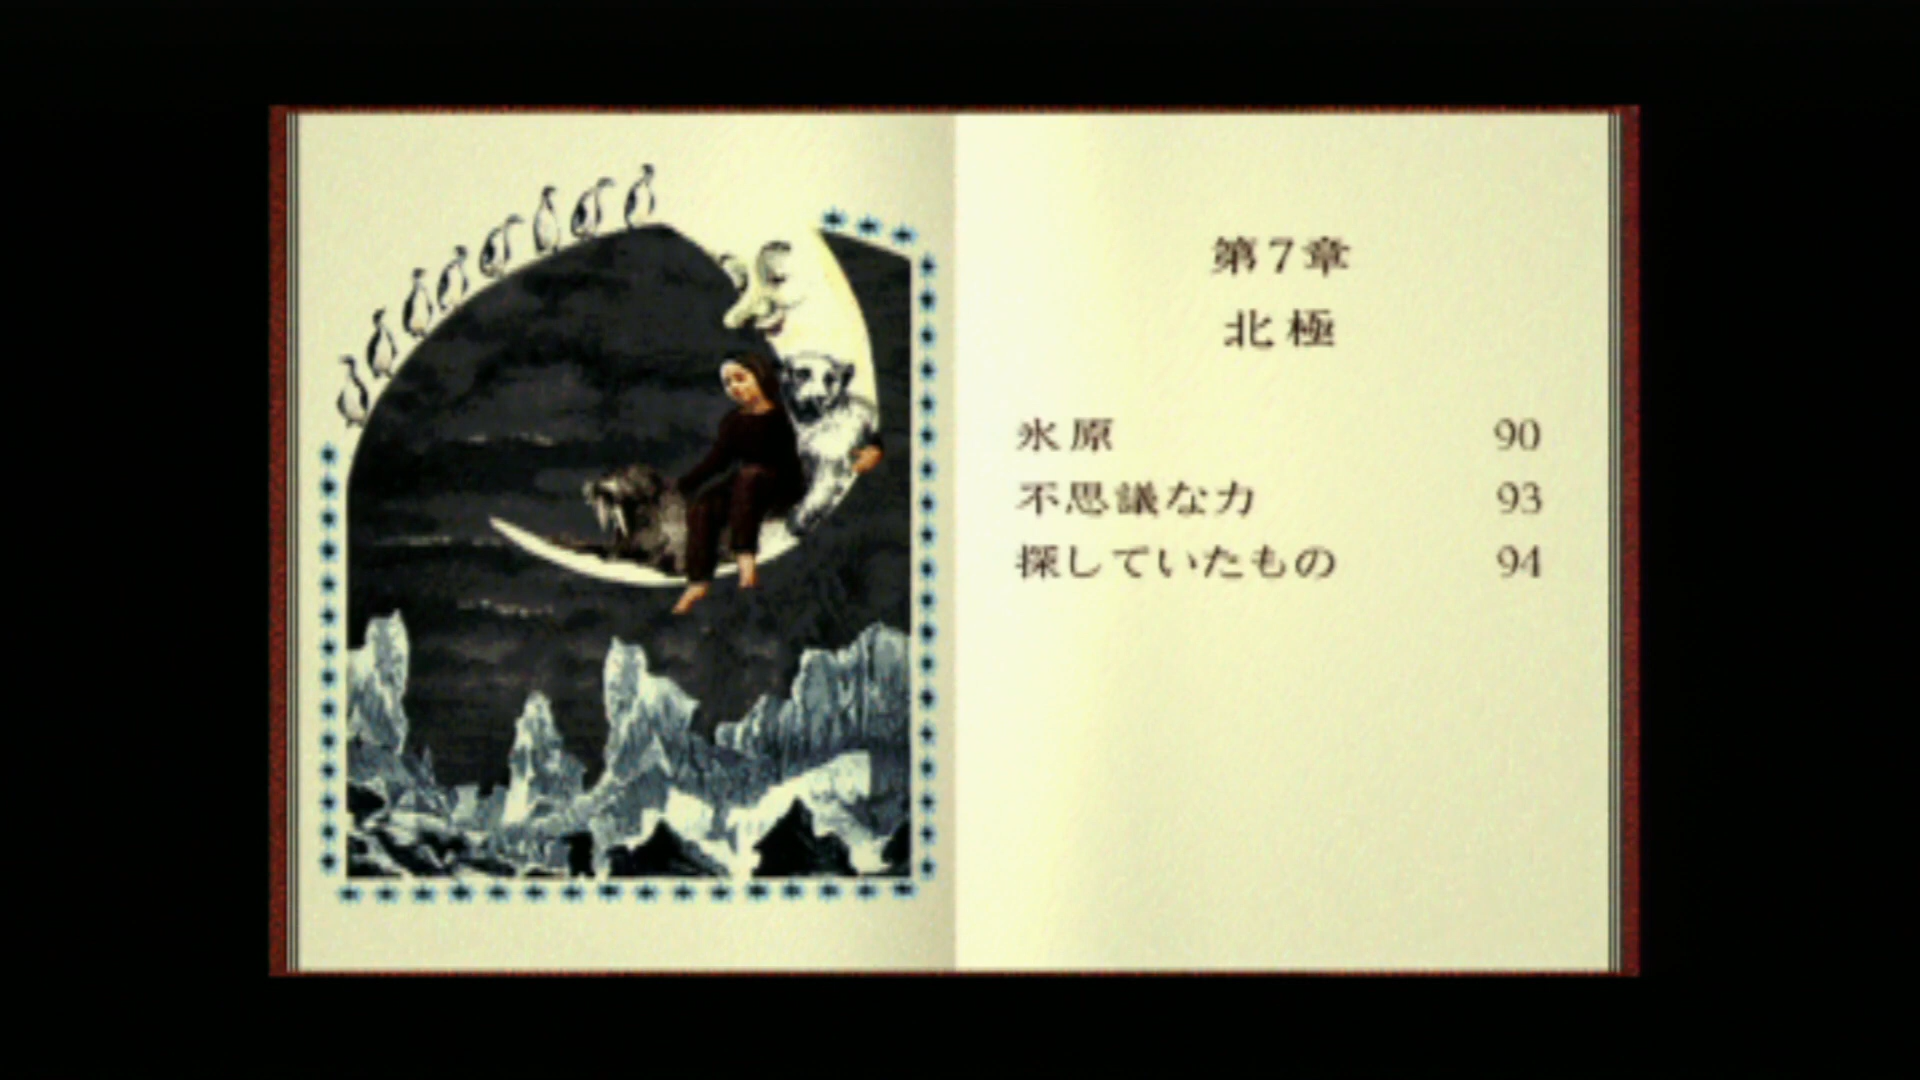 第7章
北極
氷原 90
不思議な力 93
探していたもの 94